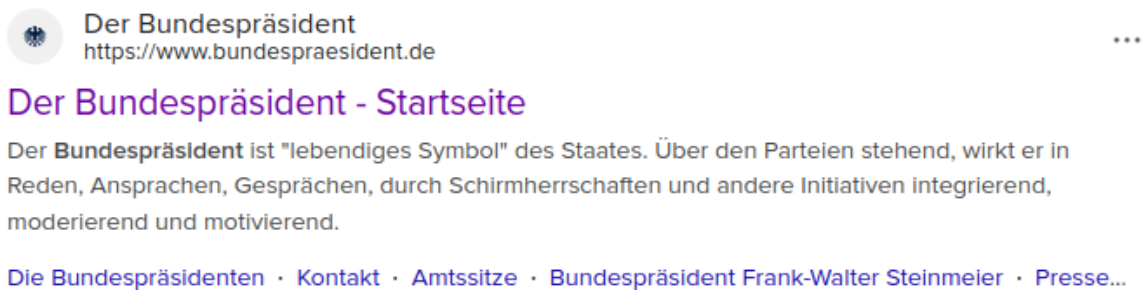 Der Bundespräsident
https://www.bundespraesident.de
Der Bundespräsident - Startseite
Der Bundespräsident ist "lebendiges Symbol" des Staates. Über den Parteien stehend, wirkt er in
Reden, Ansprachen, Gesprächen, durch Schirmherrschaften und andere Initiativen integrierend,
moderierend und motivierend.
Die Bundespräsidenten · Kontakt · Amtssitze · Bundespräsident Frank-Walter Steinmeier · Presse...